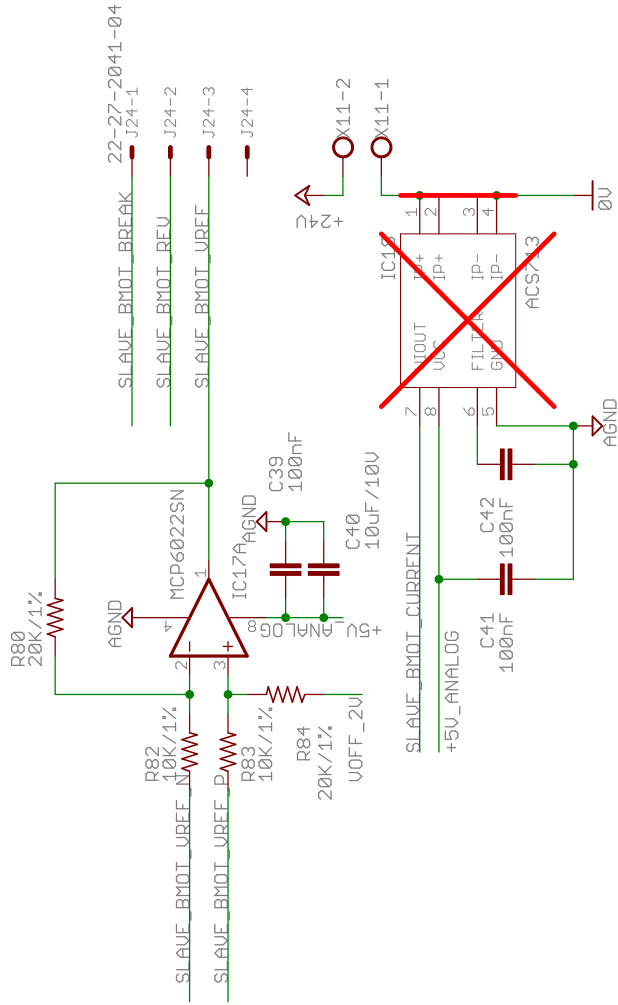 22-27-2041-04
J24-1
J24-2
J24-3
J24-4
X11-2
X11-1
+24V
0V
SLAVE_BMOT_BREAK
SLAVE_BMOT_REV
SLAVE_BMOT_VREF
1
2
3
4
IP+
IP+
IP-
IP-
ACS713
VIOUT
VCC
FILTER
GND
7
8
6
5
AGND
C42
100nF
C41
100nF
SLAVE_BMOT_CURRENT
+5V_ANALOG
C39
100nF
C40
10uF/10V
AGND
+5V_ANALOG
MCP6022SN
IC17A
1
4
8
2
3
-
+
AGND
R80
20K/1%
R82
10K/1%
R83
10K/1%
R84
20K/1%
VOFF_2V
SLAVE_BMOT_VREF_N
SLAVE_BMOT_VREF_P